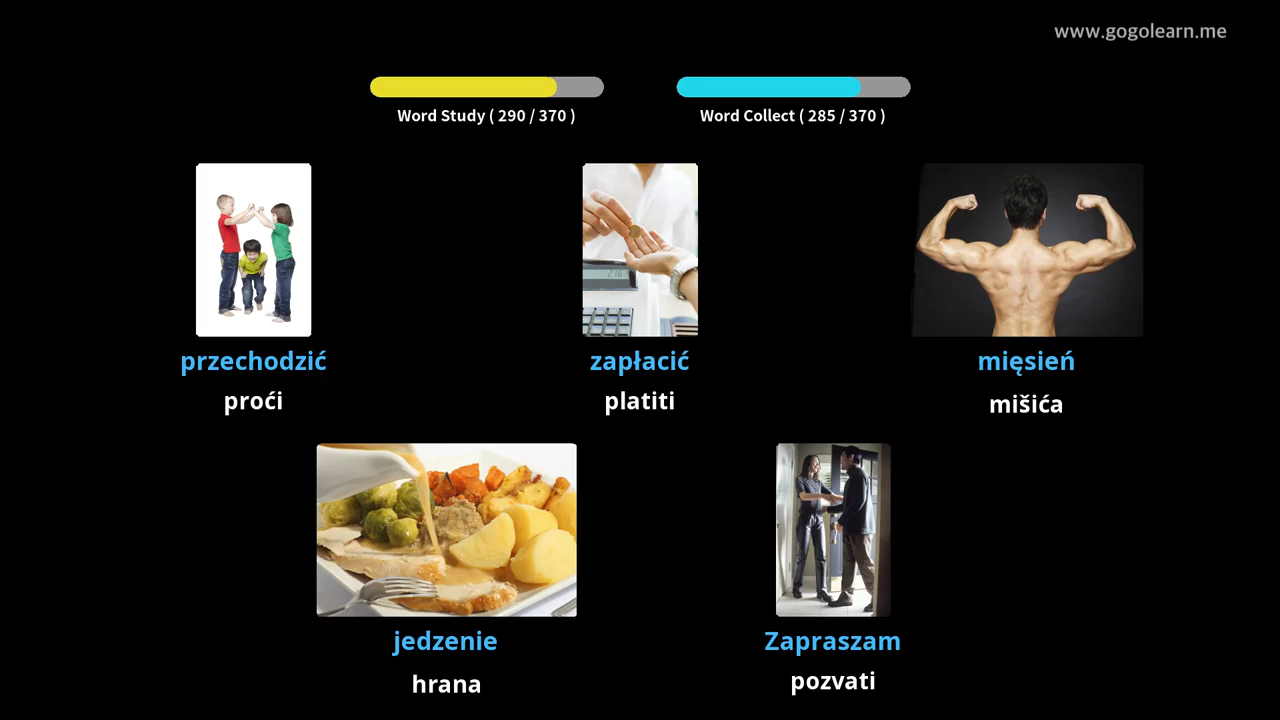 www.gogolearn.me
Word Study ( 290 / 370 )
Word Collect ( 285 / 370 )
przechodzić
proći
zapłacić
platiti
mięsień
mišića
jedzenie
hrana
Zapraszam
pozvati